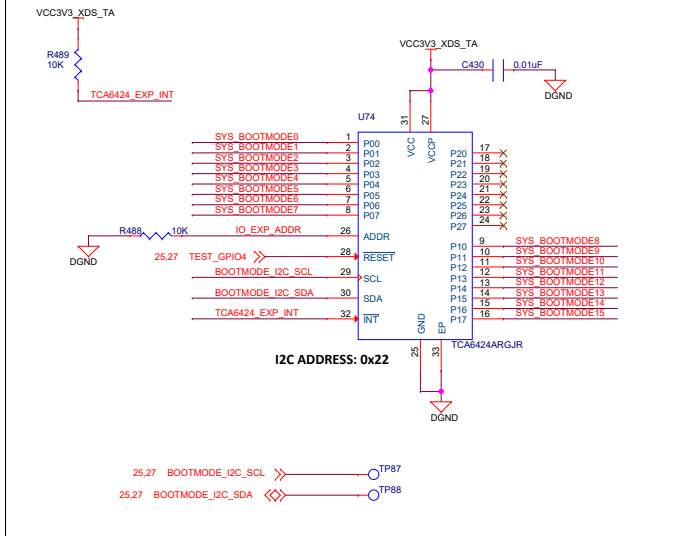 VCC3V3_XDS_TA
R489
10K
TCA6424_EXP_INT
VCC3V3_XDS_TA
C430 0.01uF
DGND
U74
31 27
VCC VCCP
SYS_BOOTMODE0 1 P00
SYS_BOOTMODE1 2 P01
SYS_BOOTMODE2 3 P02
SYS_BOOTMODE3 4 P03
SYS_BOOTMODE4 5 P04
SYS_BOOTMODE5 6 P05
SYS_BOOTMODE6 7 P06
SYS_BOOTMODE7 8 P07
P20 17
P21 18
P22 19
P23 20
P24 21
P25 22
P26 23
P27 24
R488 10K IO_EXP_ADDR 26 ADDR
DGND
25,27 TEST_GPIO4 28 RESET
BOOTMODE_I2C_SCL 29 SCL
BOOTMODE_I2C_SDA 30 SDA
TCA6424_EXP_INT 32 INT
P10 9 SYS_BOOTMODE8
P11 10 SYS_BOOTMODE9
P12 11 SYS_BOOTMODE10
P13 12 SYS_BOOTMODE11
P14 13 SYS_BOOTMODE12
P15 14 SYS_BOOTMODE13
P16 15 SYS_BOOTMODE14
P17 16 SYS_BOOTMODE15
GND EP
25 33
TCA6424ARGJR
I2C ADDRESS: 0x22
DGND
25,27 BOOTMODE_I2C_SCL TP87
25,27 BOOTMODE_I2C_SDA TP88